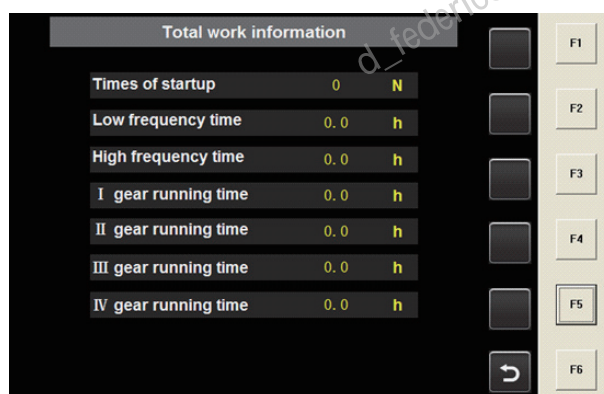 Total work information
Times of startup 0 N
Low frequency time 0.0 h
High frequency time 0.0 h
Ⅰ gear running time 0.0 h
Ⅱ gear running time 0.0 h
Ⅲ gear running time 0.0 h
Ⅳ gear running time 0.0 h
F1
F2
F3
F4
F5
F6